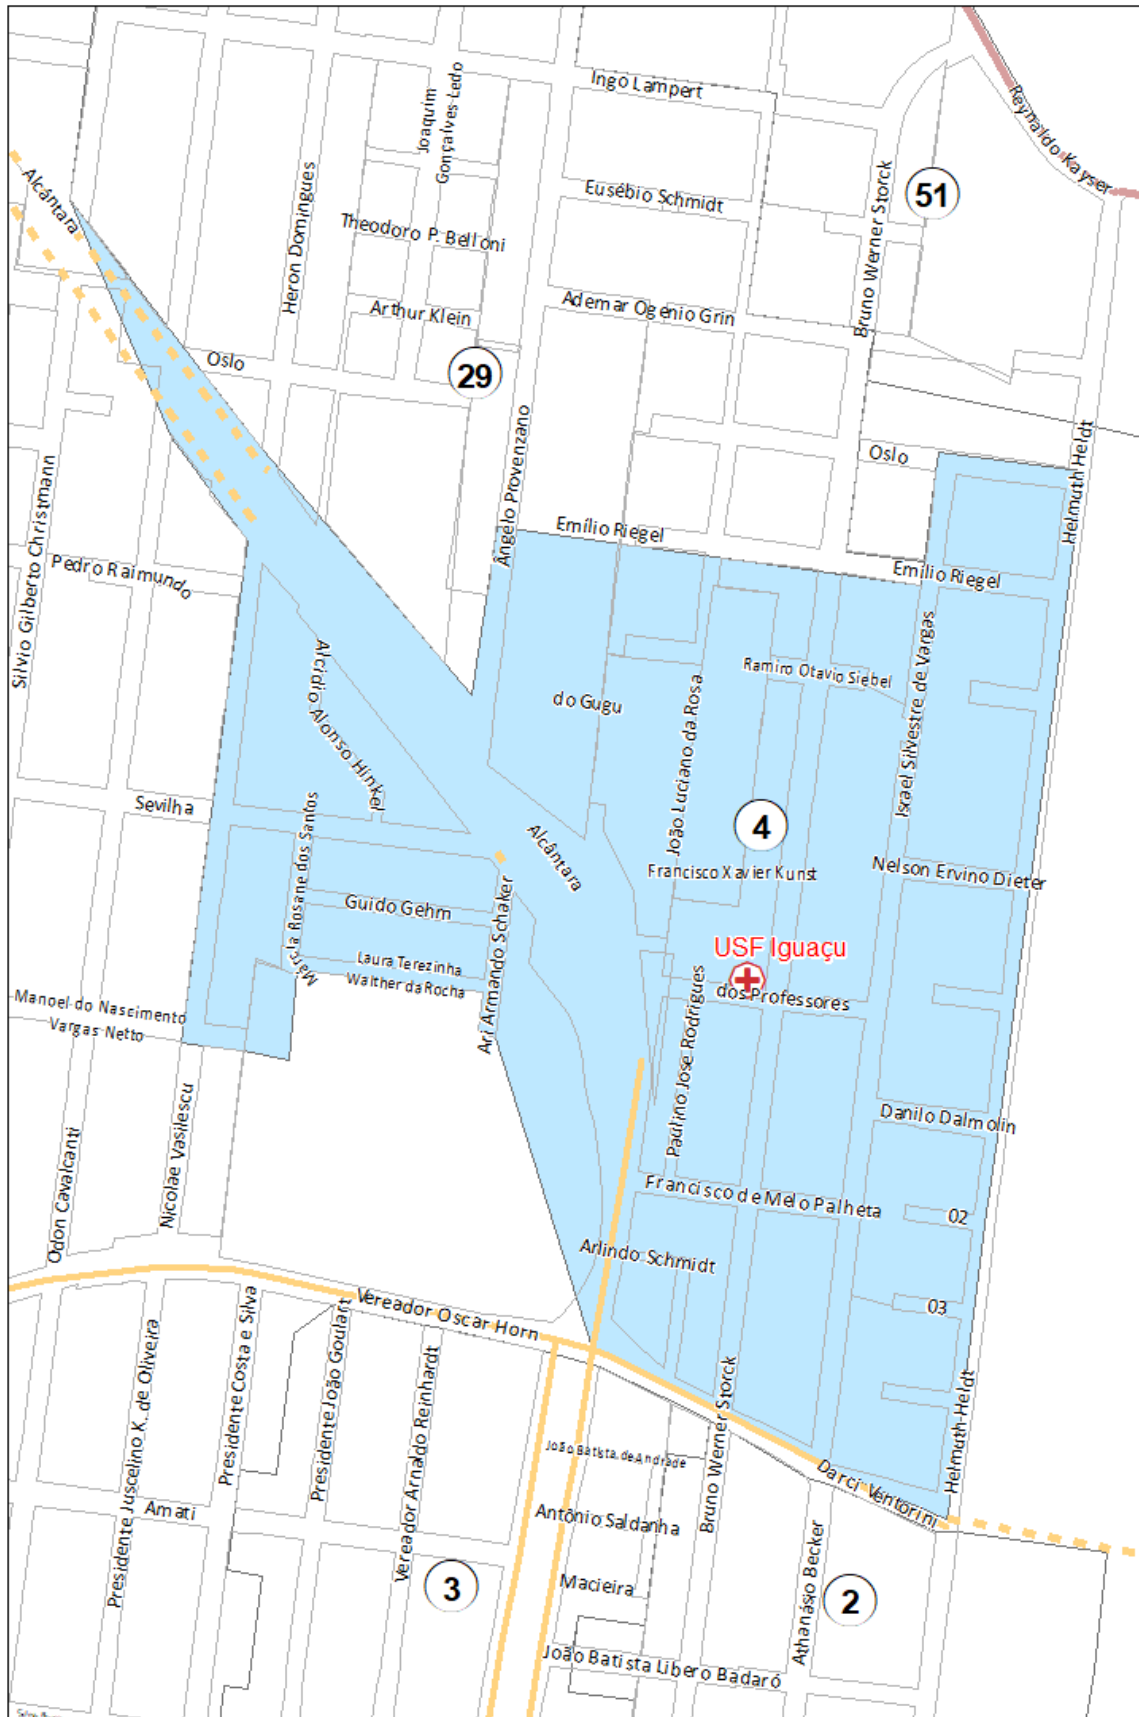 Ingo Lampert
Reynaldo Kayser
Joaquim
Gonçalves Ledo
Alcântara
Heron Domingues
Eusébio Schmidt
Bruno Werner Storck
51
Theodoro P. Belloni
Arthur Klein
Ademar Ogenio Grin
Oslo
29
Ângelo Provenzano
Oslo
Helmuth Heldt
Silvio Gilberto Christmann
Pedro Raimundo
Emílio Riegel
Emílio Riegel
Alcidio Alonso Hinkel
do Gugu
João Luciano da Rosa
Ramiro Otavio Siebel
Israel Silvestre de Vargas
Sevilha
Márcia Rosane dos Santos
Alcântara
4
Francisco Xavier Kunst
Nelson Ervino Dieter
Guido Gehm
Ari Armando Schaker
USF Iguaçu
Laura Terezinha
Walther da Rocha
dos Professores
Manoel do Nascimento
Vargas Netto
Paulino Jose Rodrigues
Danilo Dalmolin
Odon Cavalcanti
Nicolae Vasilescu
Francisco de Melo Palheta
02
Arlindo Schmidt
03
Vereador Oscar Horn
Presidente Juscelino K. de Oliveira
Presidente Costa e Silva
Presidente João Goulart
Vereador Arnaldo Reinhardt
Bruno Werner Storck
Helmuth Heldt
João Batista de Andrade
Darci Ventorini
Amati
Antônio Saldanha
Athanásio Becker
3
Macieira
2
João Batista Libero Badaró